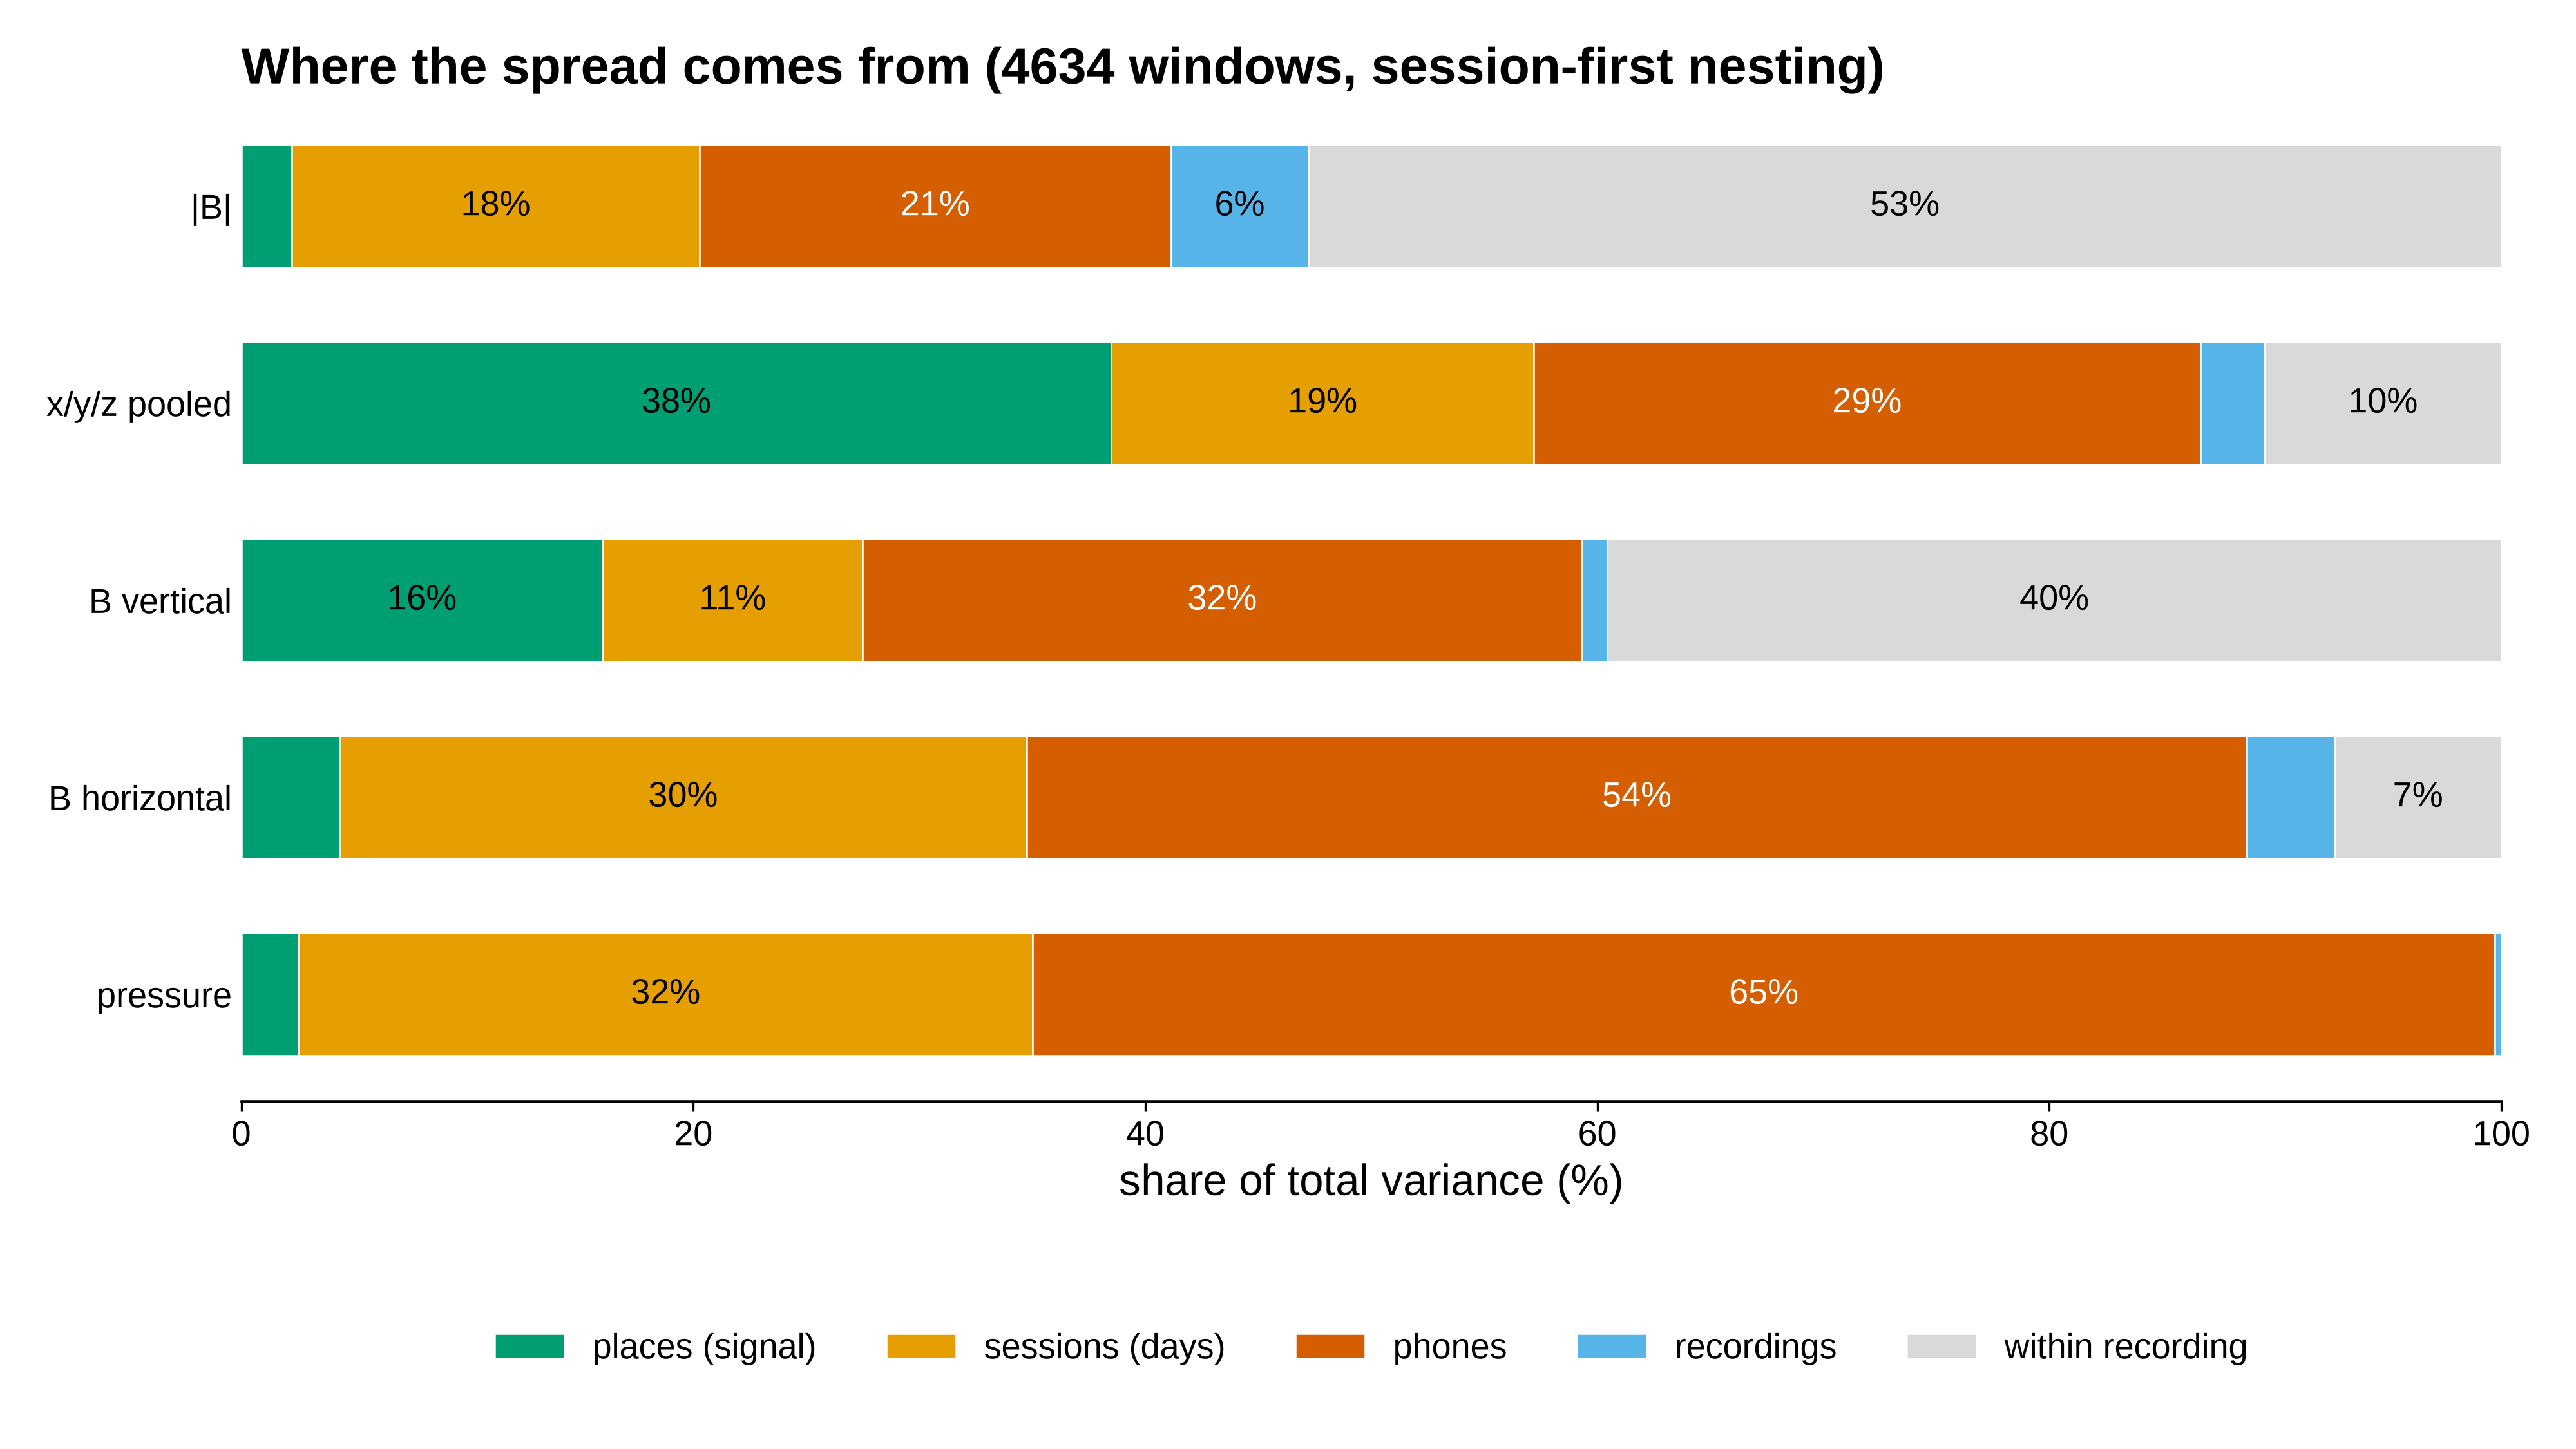 Where the spread comes from (4634 windows, session-first nesting)
|B| 18% 21% 6% 53%
x/y/z pooled 38% 19% 29% 10%
B vertical 16% 11% 32% 40%
B horizontal 30% 54% 7%
pressure 32% 65%
0 20 40 60 80 100
share of total variance (%)
places (signal) sessions (days) phones recordings within recording